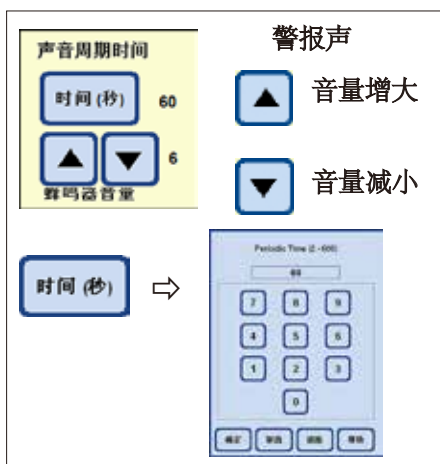 声音周期时间
时间(秒) 60
6
蜂鸣器音量
警报声
音量增大
音量减小
时间(秒)
Periodic Time (2 - 600)
60
7 8 9
4 5 6
1 2 3
0